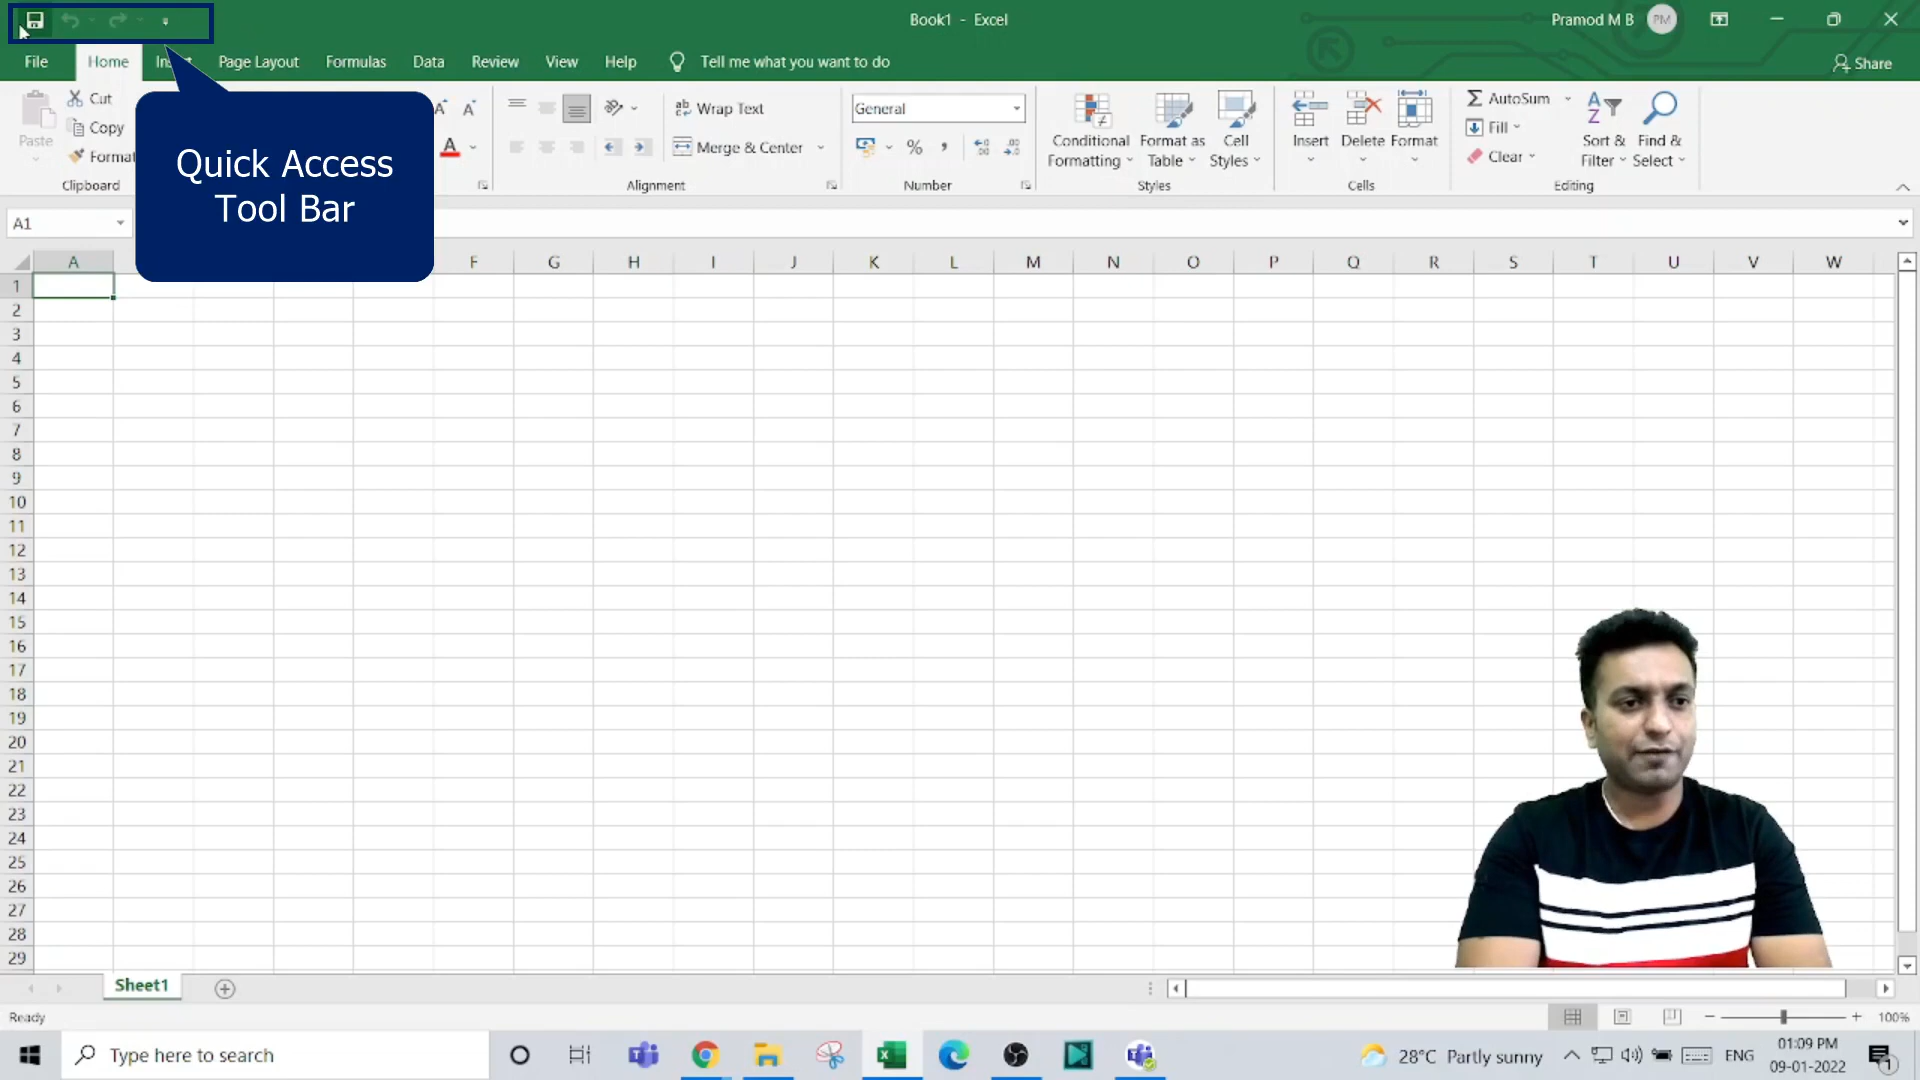 Book1 - Excel
Pramod M B
PM
File
Home
Page Layout
Formulas
Data
Review
View
Help
Tell me what you want to do
Share
Paste
Cut
Copy
Clipboard
Quick Access
Tool Bar
Wrap Text
Merge & Center
Alignment
General
%
Number
Conditional
Formatting
Format as
Table
Cell
Styles
Styles
Insert
Delete
Format
Cells
AutoSum
Fill
Clear
Sort &
Filter
Find &
Select
Editing
A1
A F G H I J K L M N O P Q R S T U V W
1
2
3
4
5
6
7
8
9
10
11
12
13
14
15
16
17
18
19
20
21
22
23
24
25
26
27
28
29
Sheet1
Ready
100%
Type here to search
28°C Partly sunny
ENG
01:09 PM
09-01-2022
1